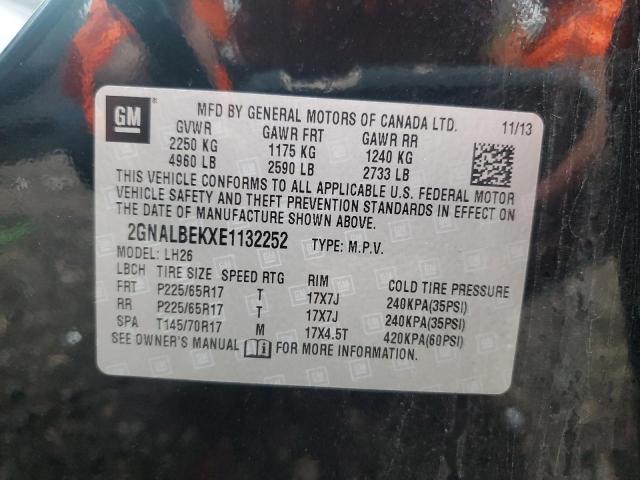 GM
MFD BY GENERAL MOTORS OF CANADA LTD. 11/13
GVWR GAWR FRT GAWR RR
2250 KG 1175 KG 1240 KG
4960 LB 2590 LB 2733 LB
THIS VEHICLE CONFORMS TO ALL APPLICABLE U.S. FEDERAL MOTOR
VEHICLE SAFETY AND THEFT PREVENTION STANDARDS IN EFFECT ON
THE DATE OF MANUFACTURE SHOWN ABOVE.
2GNALBEKXE1132252 TYPE: M.P.V.
MODEL: LH26
LBCH TIRE SIZE SPEED RTG RIM COLD TIRE PRESSURE
FRT P225/65R17 T 17X7J 240KPA(35PSI)
RR P225/65R17 T 17X7J 240KPA(35PSI)
SPA T145/70R17 M 17X4.5T 420KPA(60PSI)
SEE OWNER'S MANUAL FOR MORE INFORMATION.